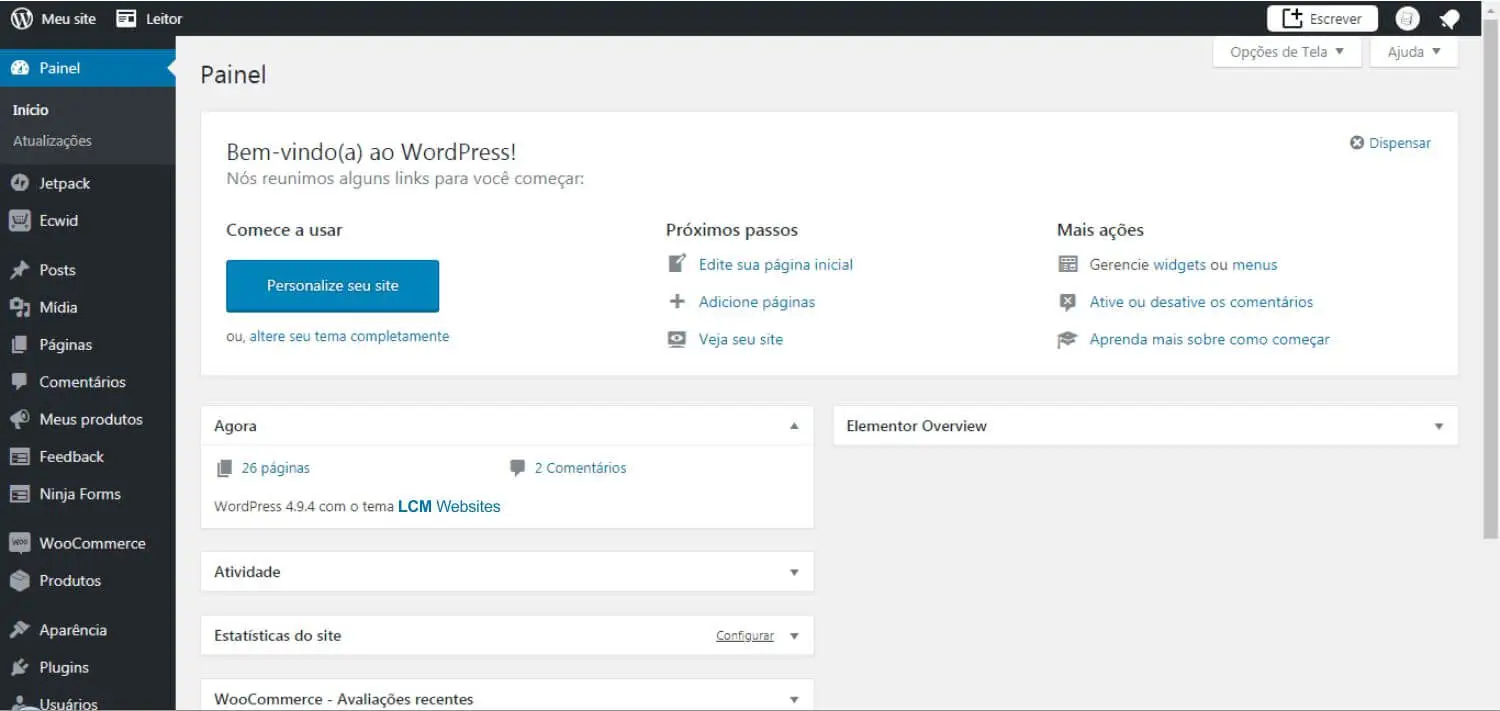 Meu site
Leitor
Escrever
Painel
Início
Atualizações
Jetpack
Ecwid
Posts
Mídia
Páginas
Comentários
Meus produtos
Feedback
Ninja Forms
WooCommerce
Produtos
Aparência
Plugins
Usuários
Opções de Tela
Ajuda
Painel
Bem-vindo(a) ao WordPress!
Dispensar
Nós reunimos alguns links para você começar:
Comece a usar
Personalize seu site
ou, altere seu tema completamente
Próximos passos
Edite sua página inicial
Adicione páginas
Veja seu site
Mais ações
Gerencie widgets ou menus
Ative ou desative os comentários
Aprenda mais sobre como começar
Agora
26 páginas
2 Comentários
WordPress 4.9.4 com o tema LCM Websites
Atividade
Estatísticas do site
Configurar
WooCommerce - Avaliações recentes
Elementor Overview